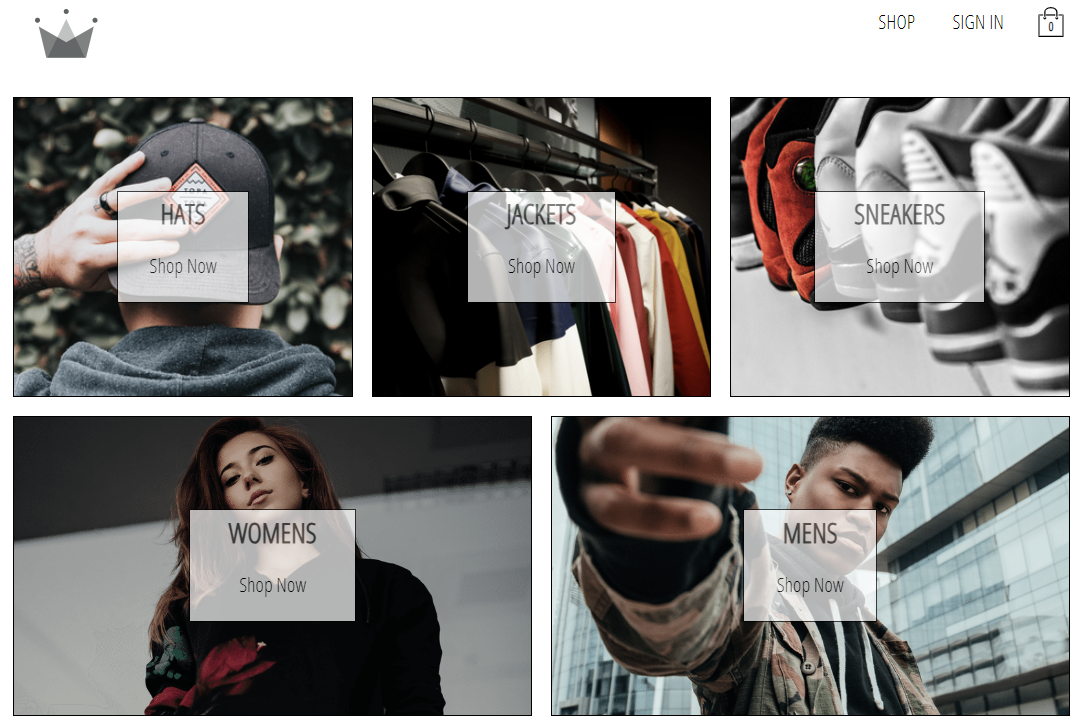 SHOP SIGN IN 0
HATS
Shop Now
JACKETS
Shop Now
SNEAKERS
Shop Now
WOMENS
Shop Now
MENS
Shop Now